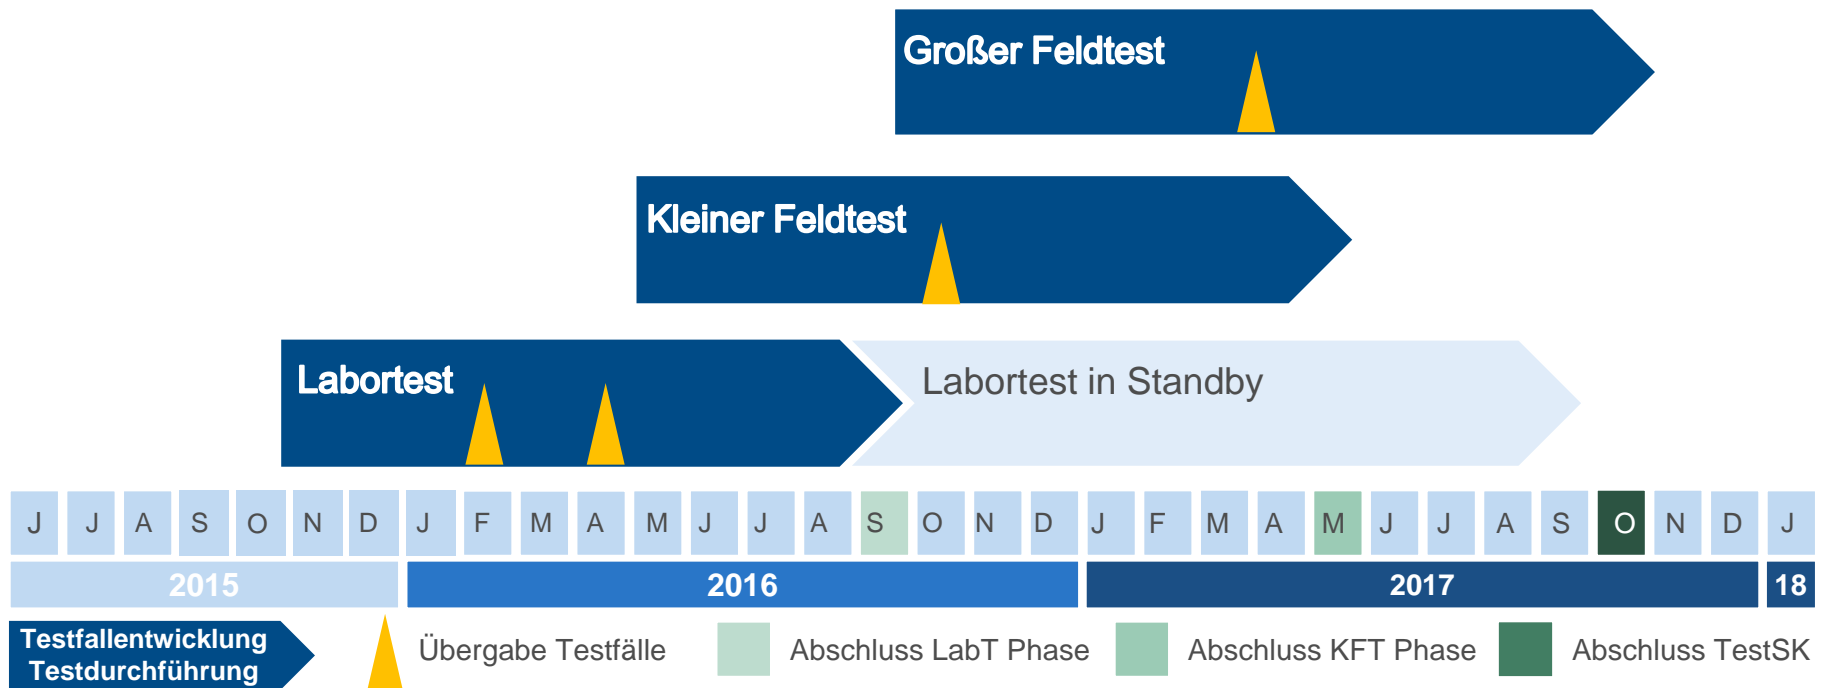 Großer Feldtest
Kleiner Feldtest
Labortest
Labortest in Standby
J J A S O N D J F M A M J J A S O N D J F M A M J J A S O N D J
2015 2016 2017 18
Testfallentwicklung
Testdurchführung
Übergabe Testfälle
Abschluss LabT Phase
Abschluss KFT Phase
Abschluss TestSK